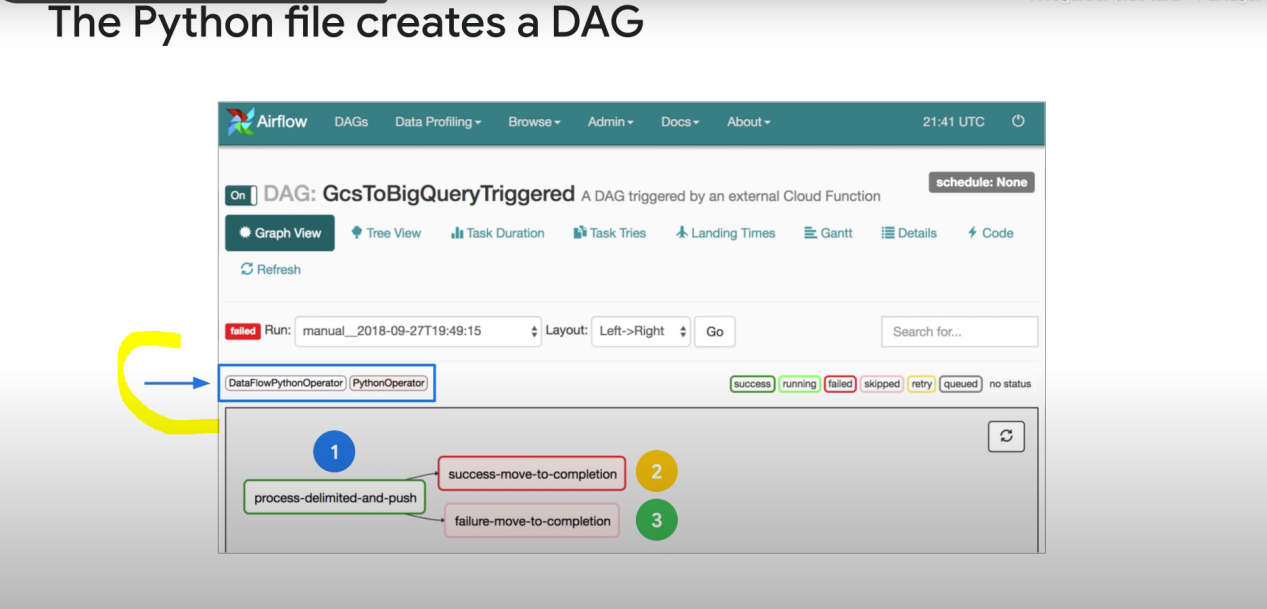 The Python file creates a DAG
Airflow DAGs Data Profiling Browse Admin Docs About 21:41 UTC
schedule: None
On DAG: GcsToBigQueryTriggered A DAG triggered by an external Cloud Function
Graph View Tree View Task Duration Task Tries Landing Times Gantt Details Code
Refresh
failed Run: manual__2018-09-27T19:49:15 Layout: Left->Right Go Search for...
DataFlowPythonOperator PythonOperator success running failed skipped retry queued no status
1
success-move-to-completion 2
process-delimited-and-push
failure-move-to-completion 3